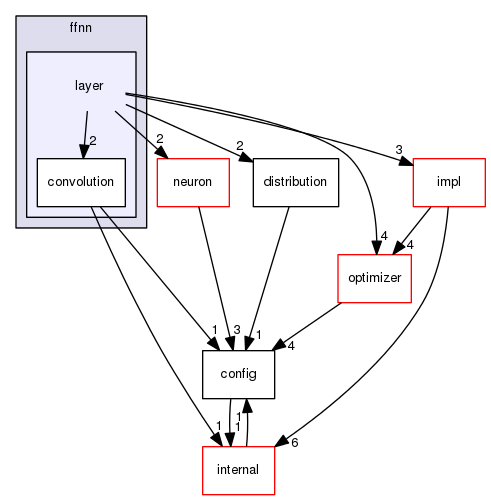 ffnn
layer
2
2
2
3
convolution
neuron
distribution
impl
4
4
optimizer
1
3
1
4
config
1
1
1
6
internal